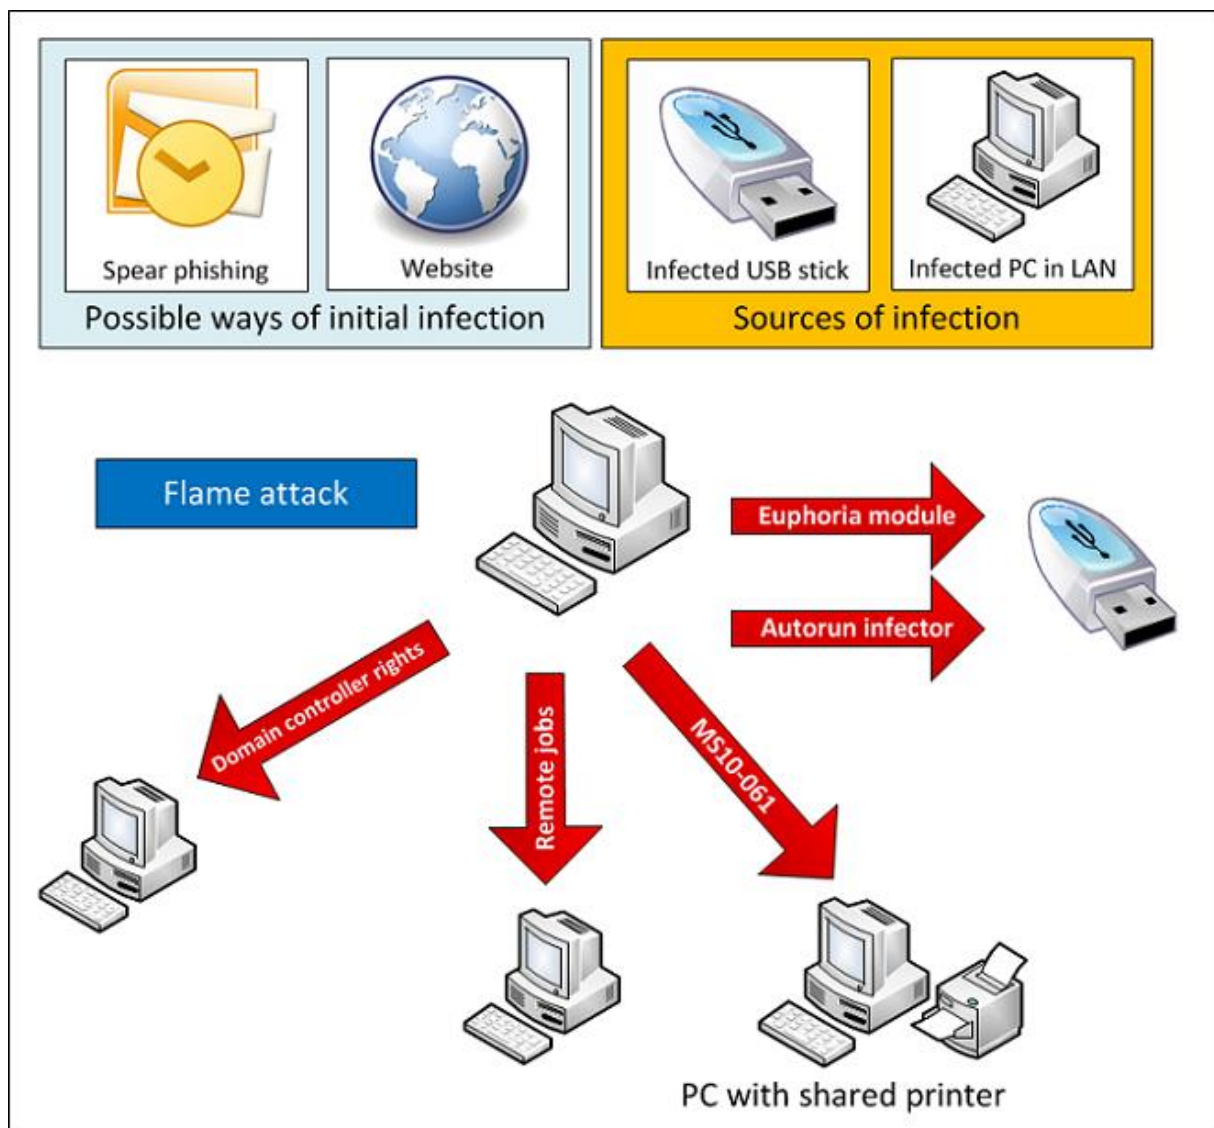 Spear phishing
Website
Possible ways of initial infection
Infected USB stick
Infected PC in LAN
Sources of infection
Flame attack
Euphoria module
Autorun infector
Domain controller rights
Remote jobs
MS10-061
PC with shared printer